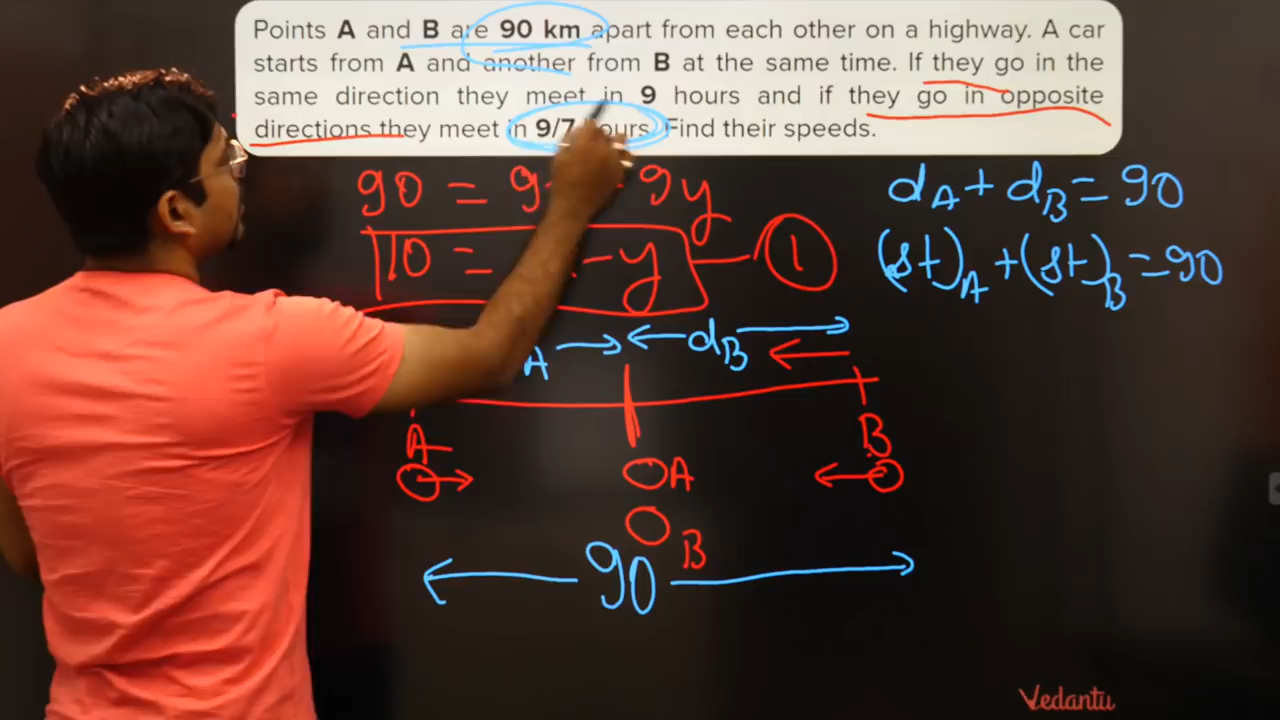 Points A and B are 90 km apart from each other on a highway. A car
starts from A and another from B at the same time. If they go in the
same direction they meet in 9 hours and if they go in opposite
directions they meet in 9/7 hours. Find their speeds.
90 = 9 - 9y
10 = - y
1
dA + dB = 90
(st)A + (st)B = 90
A dB
A B
A
B
90
Vedantu